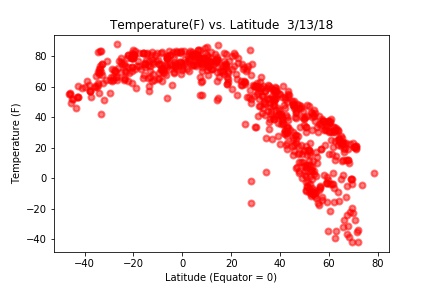 Temperature(F) vs. Latitude 3/13/18
Temperature (F)
80
60
40
20
0
−20
−40
−40 −20 0 20 40 60 80
Latitude (Equator = 0)